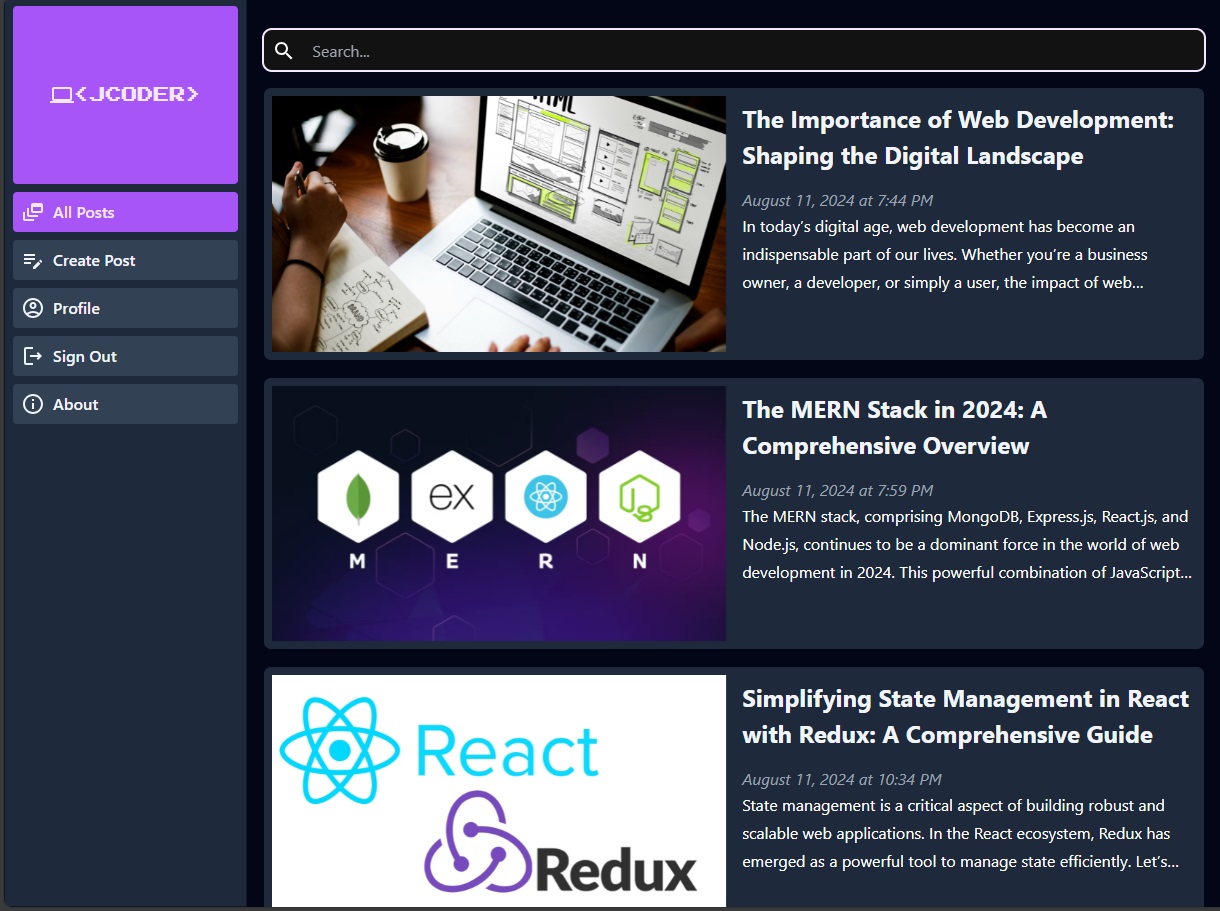 <JCODER>
All Posts
Create Post
Profile
Sign Out
About
Search...
HTML
The Importance of Web Development:
Shaping the Digital Landscape
August 11, 2024 at 7:44 PM
In today’s digital age, web development has become an
indispensable part of our lives. Whether you’re a business
owner, a developer, or simply a user, the impact of web...
ex
JS
M E R N
The MERN Stack in 2024: A
Comprehensive Overview
August 11, 2024 at 7:59 PM
The MERN stack, comprising MongoDB, Express.js, React.js, and
Node.js, continues to be a dominant force in the world of web
development in 2024. This powerful combination of JavaScript...
React
Redux
Simplifying State Management in React
with Redux: A Comprehensive Guide
August 11, 2024 at 10:34 PM
State management is a critical aspect of building robust and
scalable web applications. In the React ecosystem, Redux has
emerged as a powerful tool to manage state efficiently. Let’s...